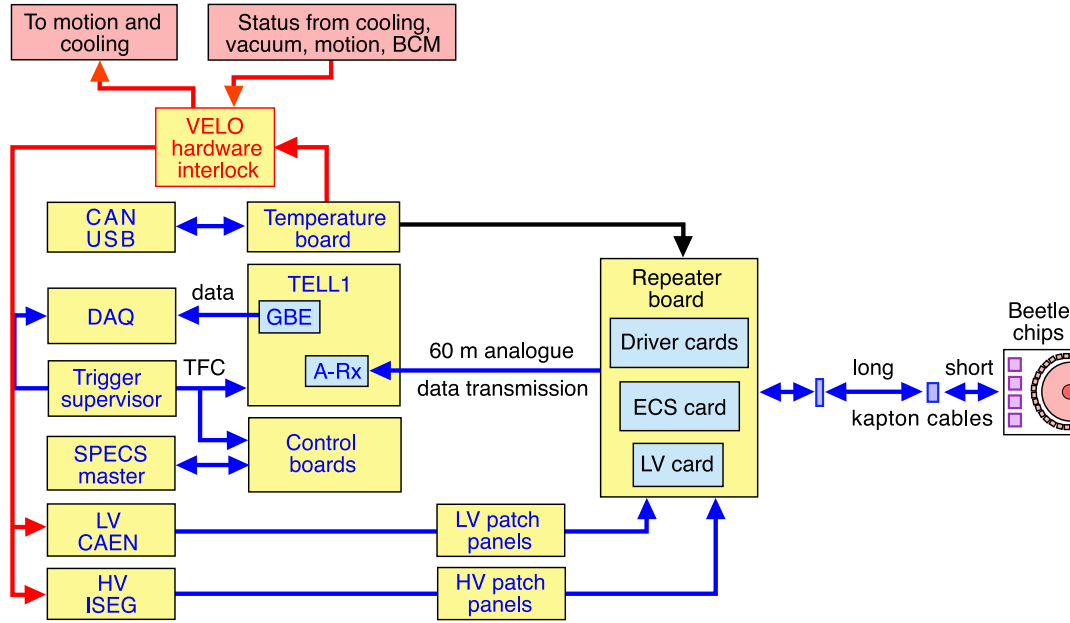 To motion and
cooling
Status from cooling,
vacuum, motion, BCM
VELO
hardware
interlock
CAN
USB
Temperature
board
TELL1
GBE
A-Rx
data
DAQ
Trigger
supervisor
TFC
SPECS
master
Control
boards
LV
CAEN
LV patch
panels
HV
ISEG
HV patch
panels
60 m analogue
data transmission
Repeater
board
Driver cards
ECS card
LV card
long
short
kapton cables
Beetle
chips